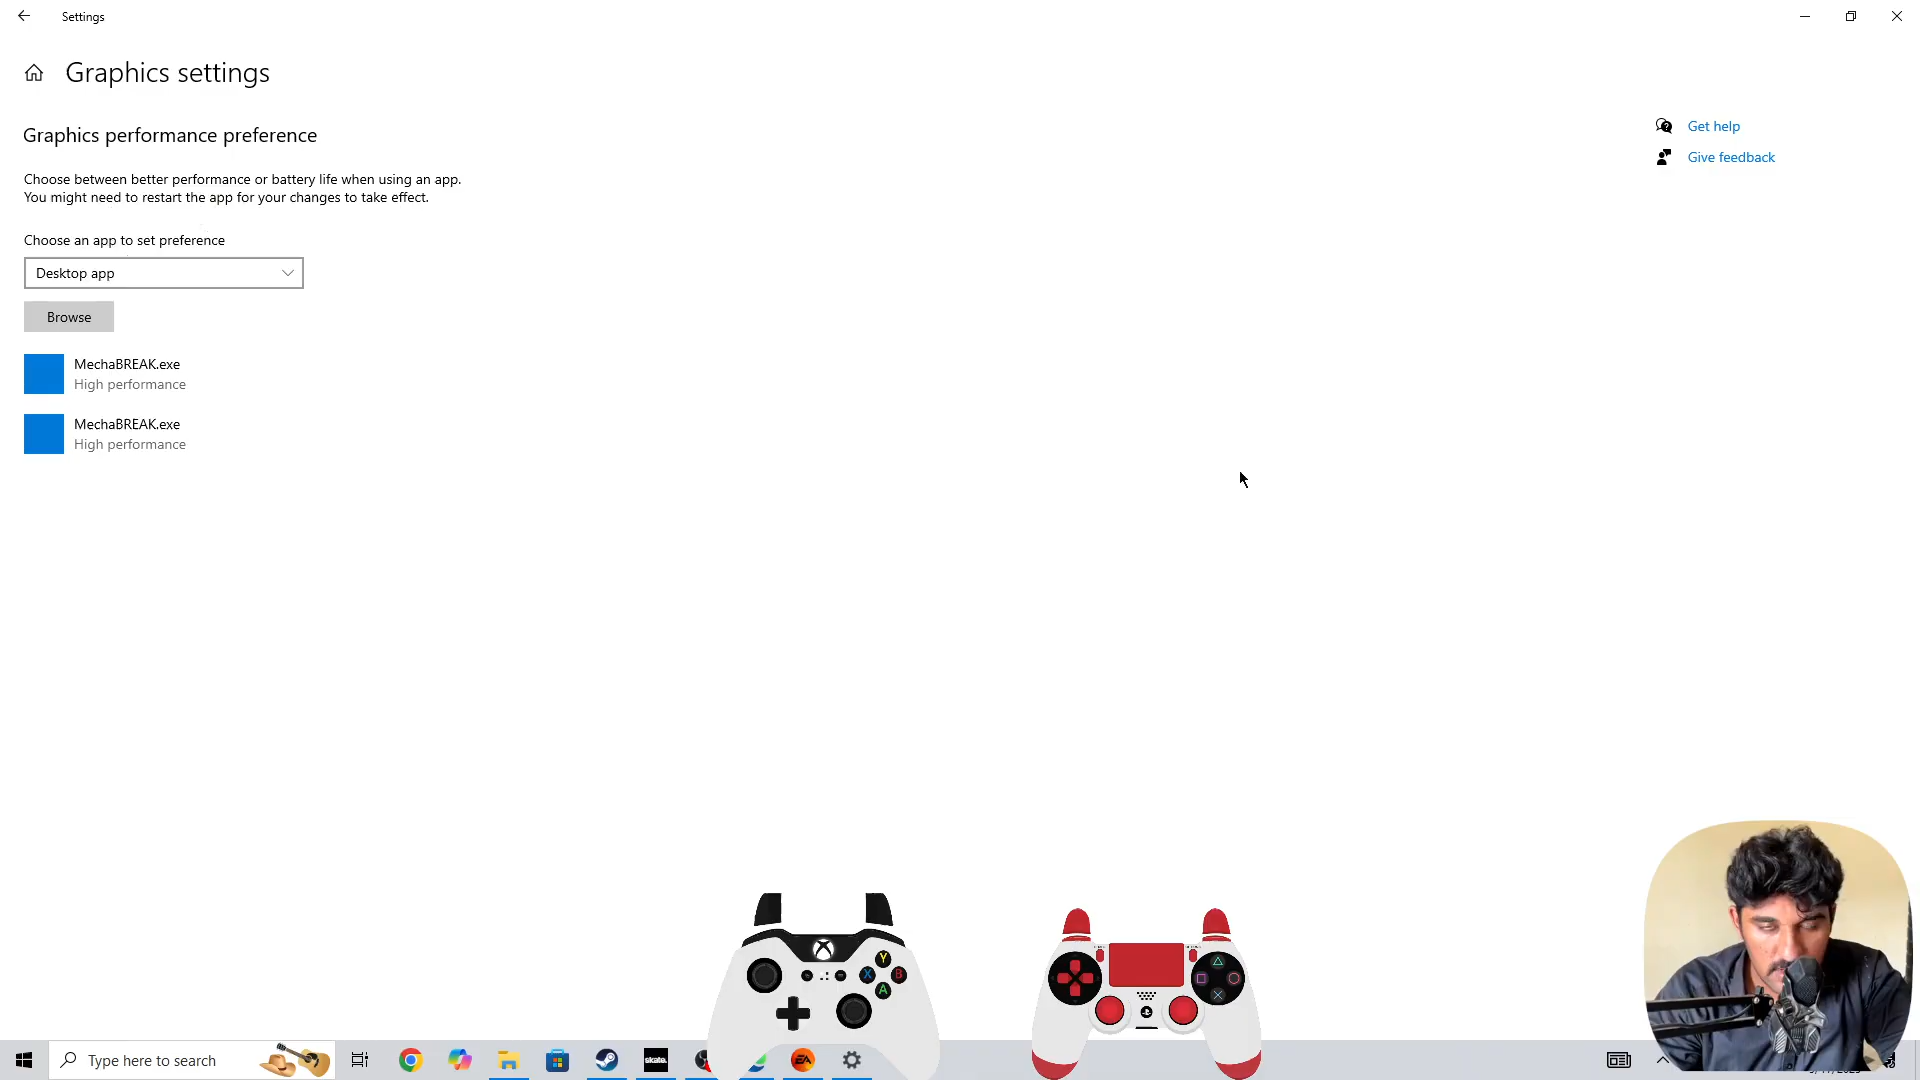 Settings
Graphics settings
Graphics performance preference
Choose between better performance or battery life when using an app.
You might need to restart the app for your changes to take effect.
Choose an app to set preference
Desktop app
Browse
MechaBREAK.exe
High performance
MechaBREAK.exe
High performance
Get help
Give feedback
Y
X
B
A
Type here to search
skate.
EA